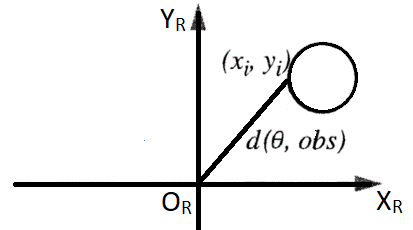 Y_R
(x_i, y_i)
d(θ, obs)
O_R
X_R